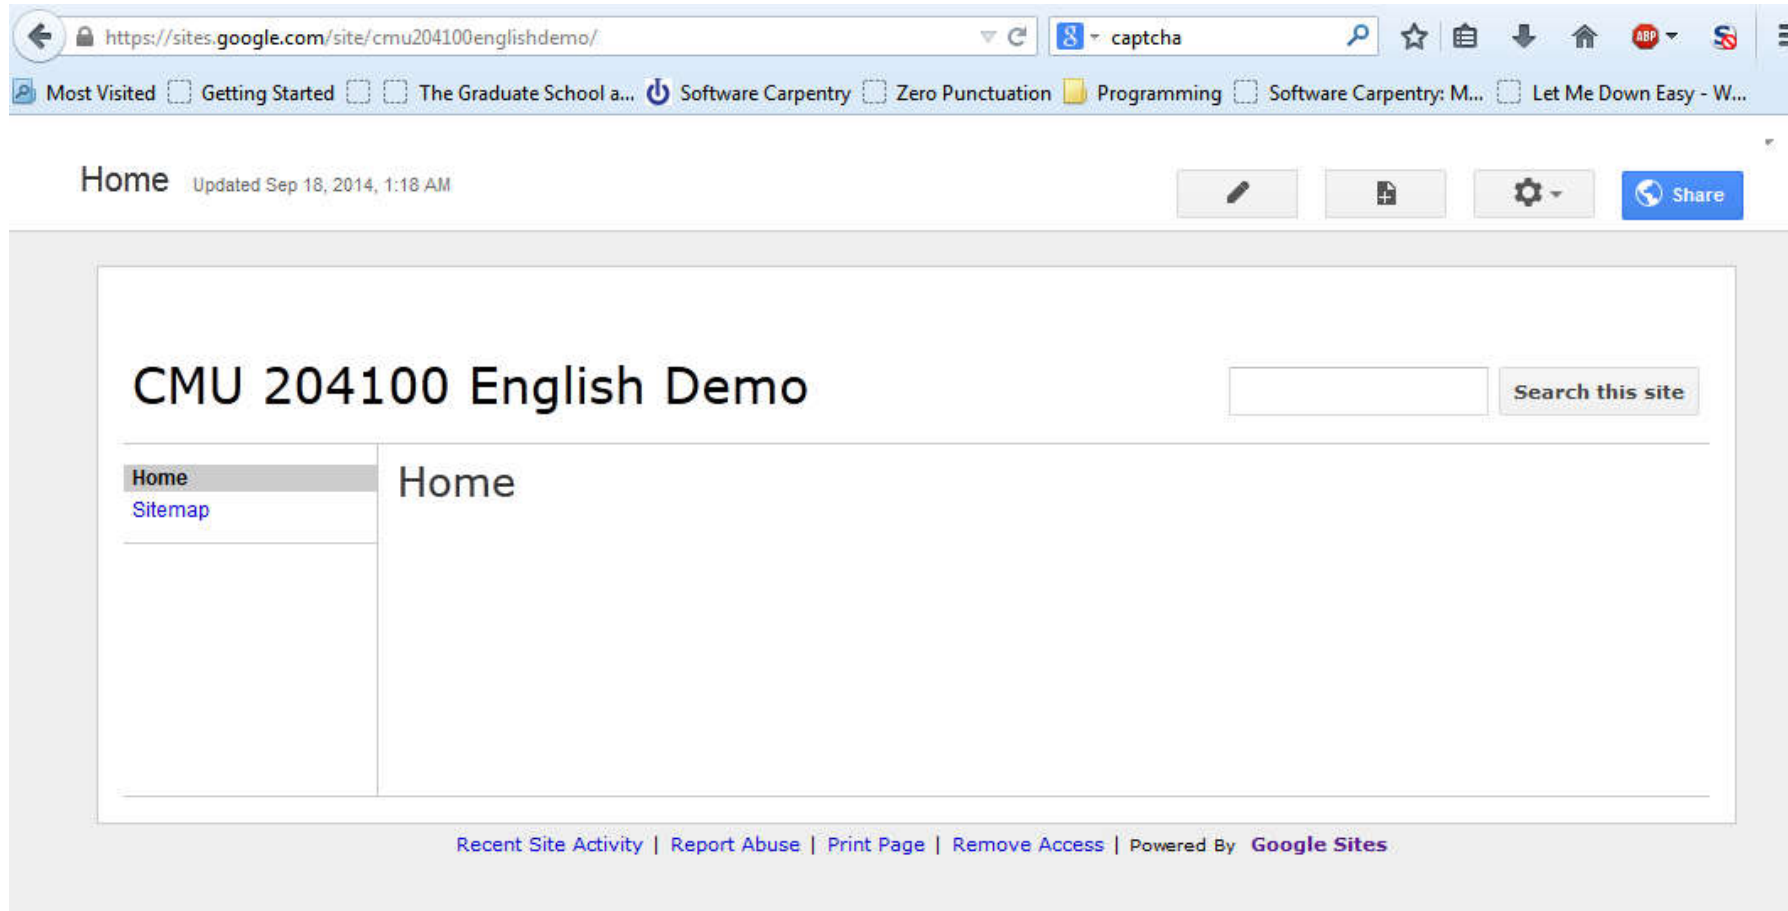 https://sites.google.com/site/cmu204100englishdemo/ 8 captcha ABP S
Most Visited Getting Started The Graduate School a... Software Carpentry Zero Punctuation Programming Software Carpentry: M... Let Me Down Easy - W...
Home Updated Sep 18, 2014, 1:18 AM Share
CMU 204100 English Demo Search this site
Home
Home
Sitemap
Recent Site Activity | Report Abuse | Print Page | Remove Access | Powered By Google Sites